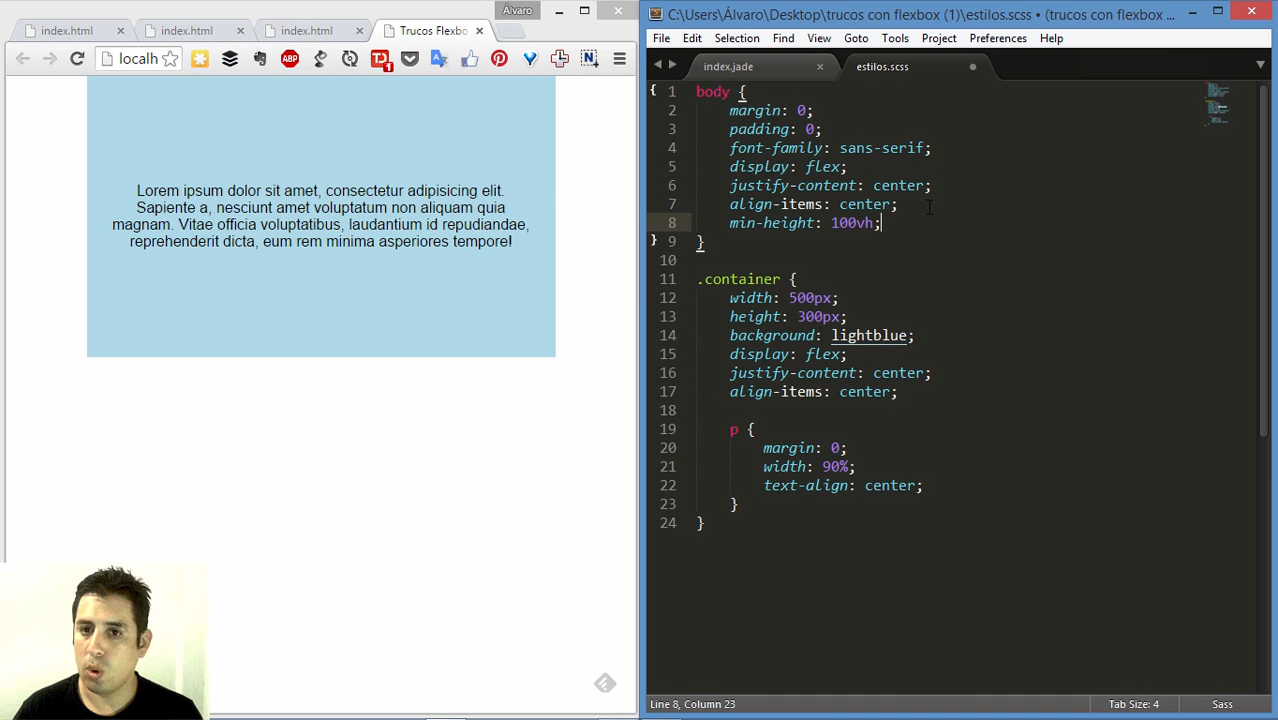 Álvaro
index.html
index.html
index.html
Trucos Flexbo
localh
ABP
1
Lorem ipsum dolor sit amet, consectetur adipisicing elit.
Sapiente a, nesciunt amet voluptatum non aliquam quia
magnam. Vitae officia voluptatibus, laudantium id repudiandae,
reprehenderit dicta, eum rem minima asperiores tempore!
C:\Users\Álvaro\Desktop\trucos con flexbox (1)\estilos.scss • (trucos con flexbox ...
File Edit Selection Find View Goto Tools Project Preferences Help
index.jade
estilos.scss
1 body {
2 margin: 0;
3 padding: 0;
4 font-family: sans-serif;
5 display: flex;
6 justify-content: center;
7 align-items: center;
8 min-height: 100vh;
9 }
10
11 .container {
12 width: 500px;
13 height: 300px;
14 background: lightblue;
15 display: flex;
16 justify-content: center;
17 align-items: center;
18
19 p {
20 margin: 0;
21 width: 90%;
22 text-align: center;
23 }
24 }
Line 8, Column 23
Tab Size: 4
Sass